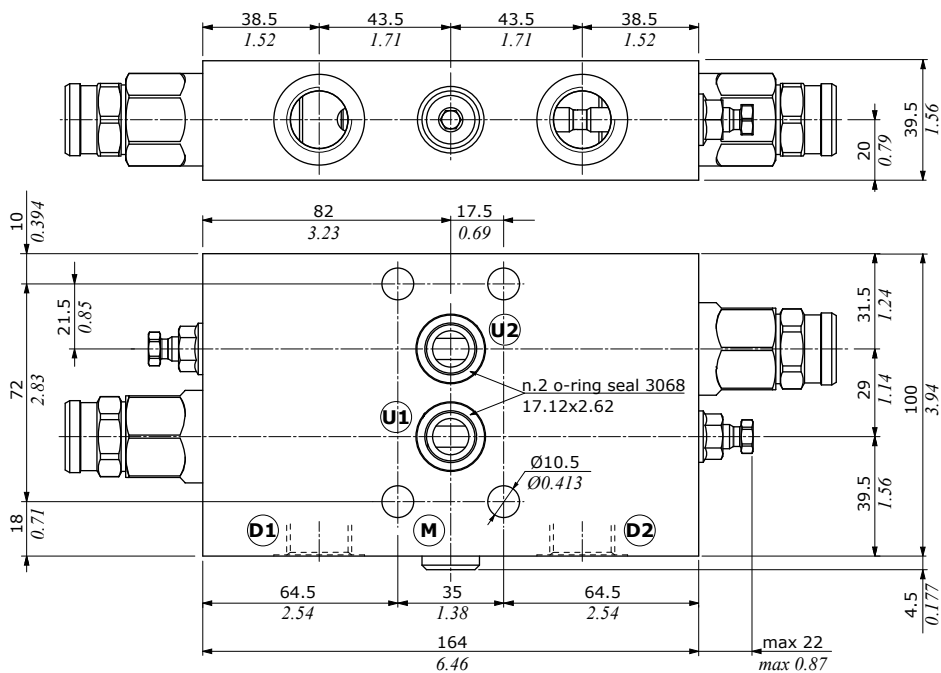 38.5 43.5 43.5 38.5
1.52 1.71 1.71 1.52
39.5
1.56
20
0.79
10
0.394
82 17.5
3.23 0.69
21.5
0.85
72
2.83
18
0.71
U2
n.2 o-ring seal 3068
17.12x2.62
U1
Ø10.5
Ø0.413
D1 M D2
31.5
1.24
29
1.14
39.5
1.56
100
3.94
4.5
0.177
64.5 35 64.5
2.54 1.38 2.54
164 max 22
6.46 max 0.87